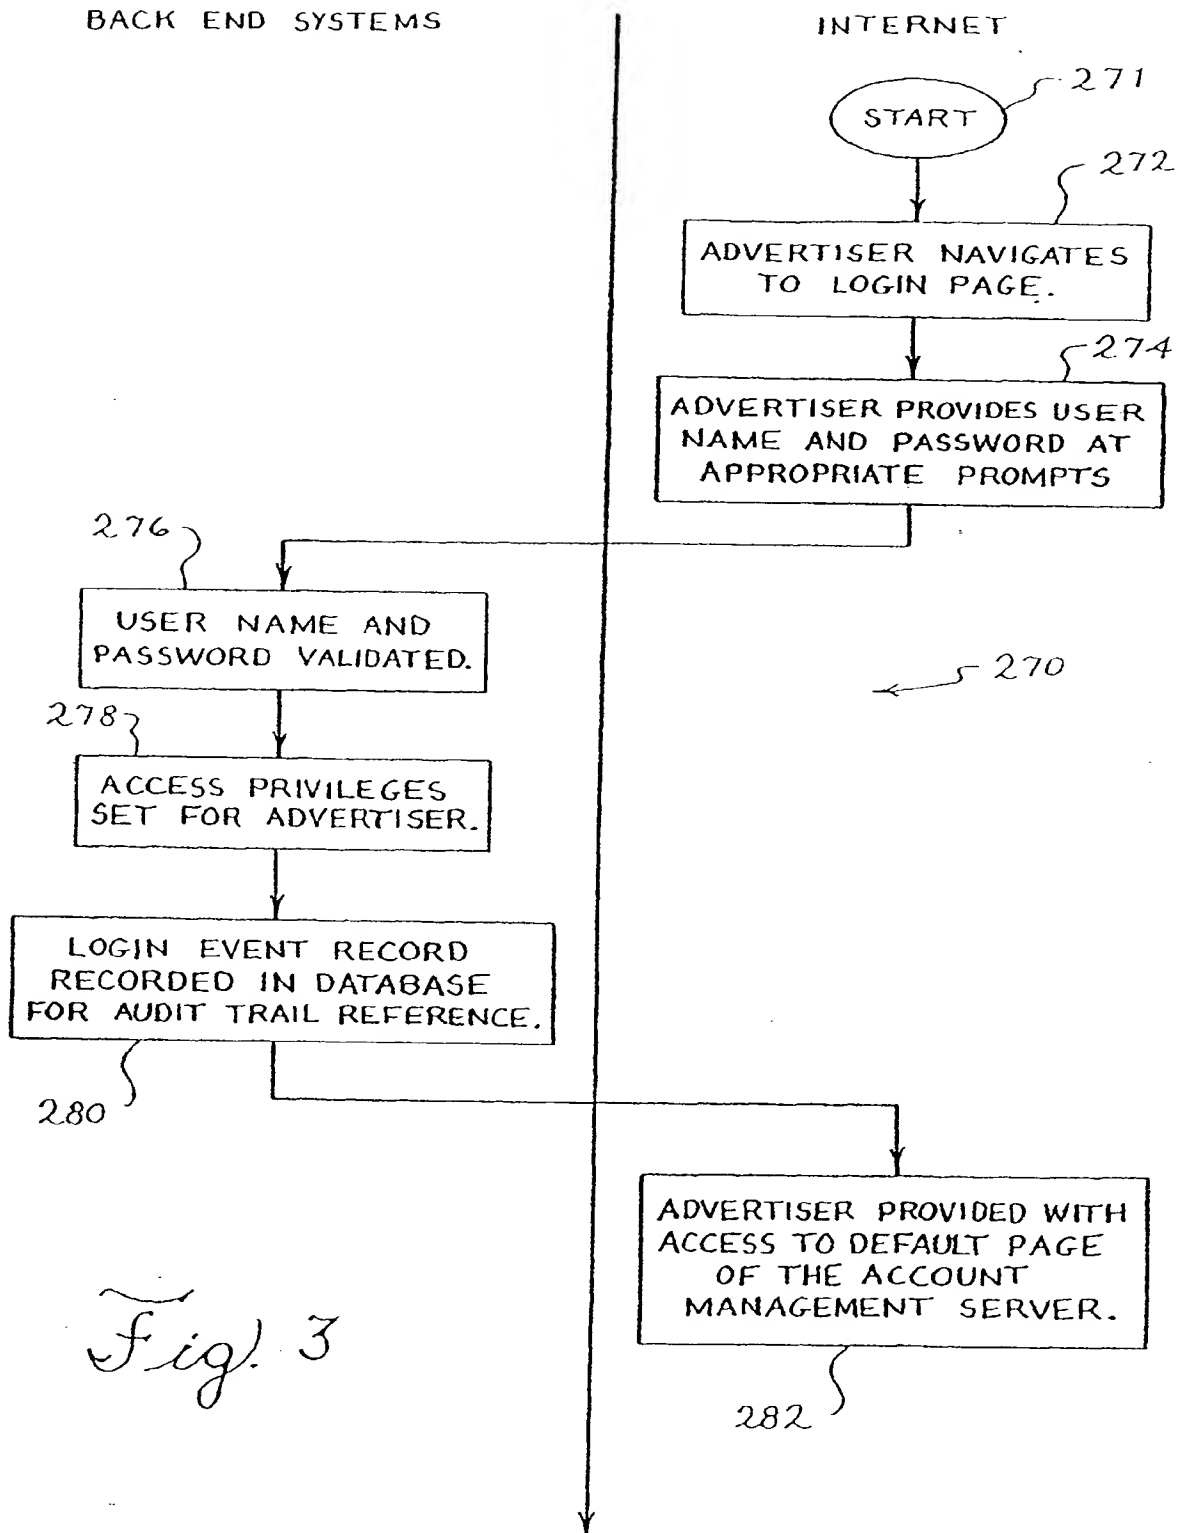 BACK END SYSTEMS
INTERNET
START
271
272
ADVERTISER NAVIGATES
TO LOGIN PAGE.
274
ADVERTISER PROVIDES USER
NAME AND PASSWORD AT
APPROPRIATE PROMPTS
276
USER NAME AND
PASSWORD VALIDATED.
270
278
ACCESS PRIVILEGES
SET FOR ADVERTISER.
LOGIN EVENT RECORD
RECORDED IN DATABASE
FOR AUDIT TRAIL REFERENCE.
280
ADVERTISER PROVIDED WITH
ACCESS TO DEFAULT PAGE
OF THE ACCOUNT
MANAGEMENT SERVER.
282
Fig. 3